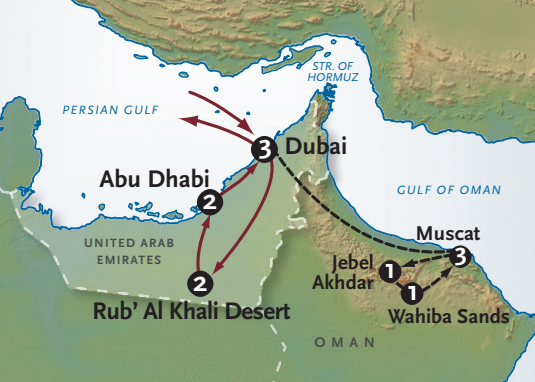 STR. OF
HORMUZ
PERSIAN GULF
3 Dubai
Abu Dhabi
2
GULF OF OMAN
UNITED ARAB
EMIRATES
Muscat
3
Jebel
Akhdar
1
2
1
Rub' Al Khali Desert
Wahiba Sands
OMAN